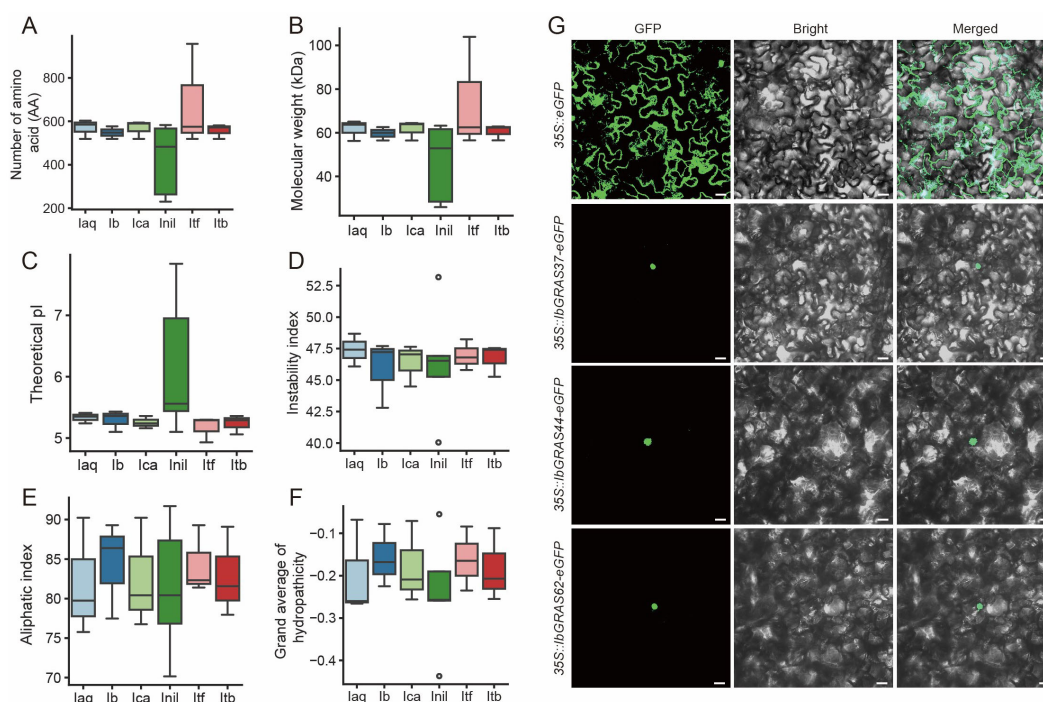 A
Number of amino
acid (AA)
800
600
400
200
Iaq Ib Ica Inil Itf Itb
B
Molecular weight (kDa)
100
80
60
40
Iaq Ib Ica Inil Itf Itb
C
Theoretical pI
7
6
5
Iaq Ib Ica Inil Itf Itb
D
Instability index
52.5
50.0
47.5
45.0
42.5
40.0
Iaq Ib Ica Inil Itf Itb
E
Aliphatic index
90
85
80
75
70
Iaq Ib Ica Inil Itf Itb
F
Grand average of
hydropathicity
−0.1
−0.2
−0.3
−0.4
Iaq Ib Ica Inil Itf Itb
G
GFP Bright Merged
35S::eGFP
35S::IbGRAS37-eGFP
35S::IbGRAS44-eGFP
35S::IbGRAS62-eGFP